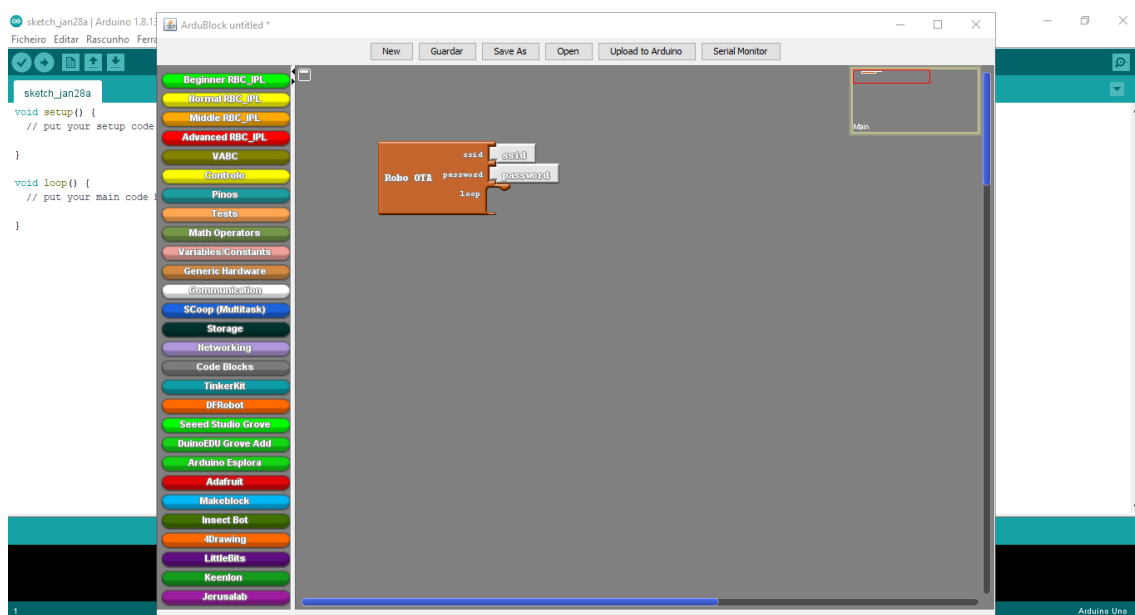 sketch_jan28a | Arduino 1.8.13
Ficheiro Editar Rascunho Ferra
sketch_jan28a
void setup() {
// put your setup code
}
void loop() {
// put your main code
}
1
ArduBlock untitled *
New Guardar Save As Open Upload to Arduino Serial Monitor
Beginner RBC_IPL
Normal RBC_IPL
Middle RBC_IPL
Advanced RBC_IPL
VABC
Controlo
Pinos
Tests
Math Operators
Variables/Constants
Generic Hardware
Communication
SCoop (Multitask)
Storage
Networking
Code Blocks
TinkerKit
DFRobot
Seeed Studio Grove
DuinoEDU Grove Add
Arduino Esplora
Adafruit
Makeblock
Insect Bot
4Drawing
LittleBits
Keenlon
Jerusalab
ssid ssid
Robo OTA password password
loop
Main
Arduino Uno